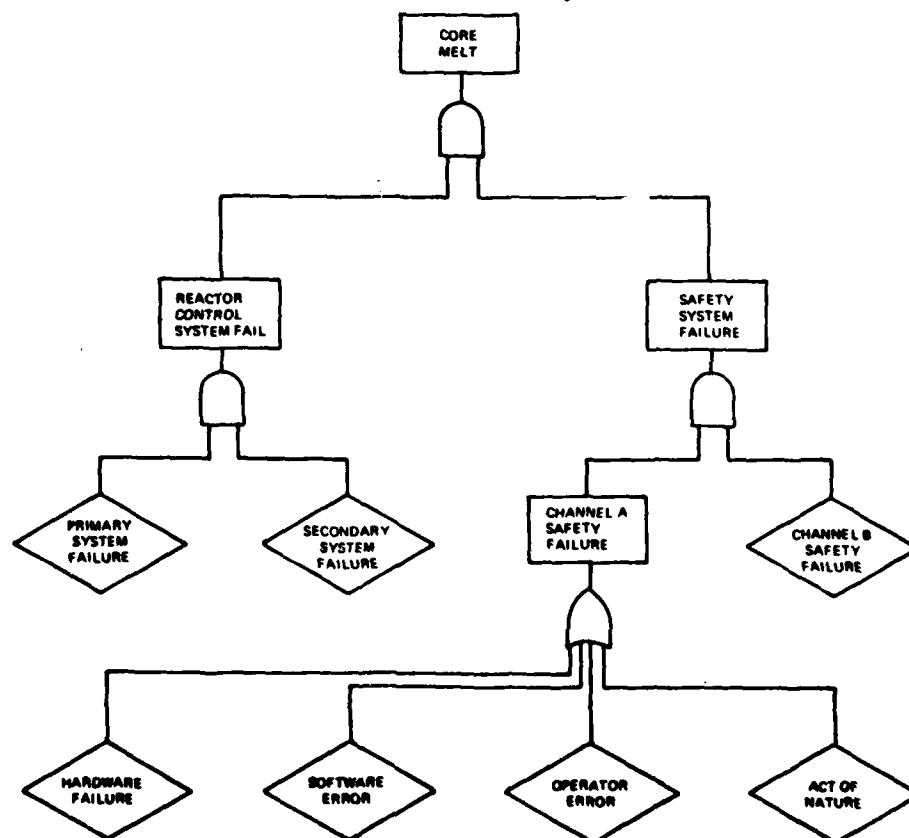 CORE
MELT
REACTOR
CONTROL
SYSTEM FAIL
SAFETY
SYSTEM
FAILURE
PRIMARY
SYSTEM
FAILURE
SECONDARY
SYSTEM
FAILURE
CHANNEL A
SAFETY
FAILURE
CHANNEL B
SAFETY
FAILURE
HARDWARE
FAILURE
SOFTWARE
ERROR
OPERATOR
ERROR
ACT OF
NATURE